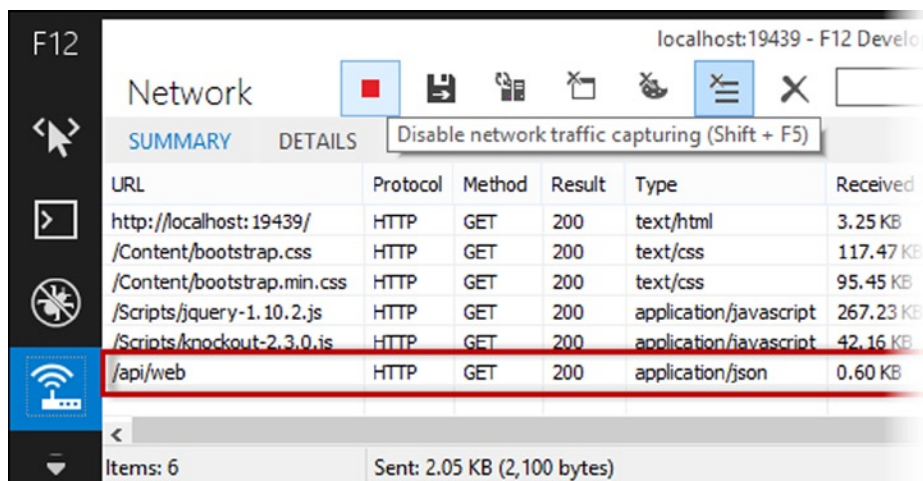 F12
localhost:19439 - F12 Develo
Network
SUMMARY DETAILS
Disable network traffic capturing (Shift + F5)
URL Protocol Method Result Type Received
http://localhost:19439/ HTTP GET 200 text/html 3.25 KB
/Content/bootstrap.css HTTP GET 200 text/css 117.47 KB
/Content/bootstrap.min.css HTTP GET 200 text/css 95.45 KB
/Scripts/jquery-1.10.2.js HTTP GET 200 application/javascript 267.23 KB
/Scripts/knockout-2.3.0.js HTTP GET 200 application/javascript 42.16 KB
/api/web HTTP GET 200 application/json 0.60 KB
Items: 6 Sent: 2.05 KB (2,100 bytes)